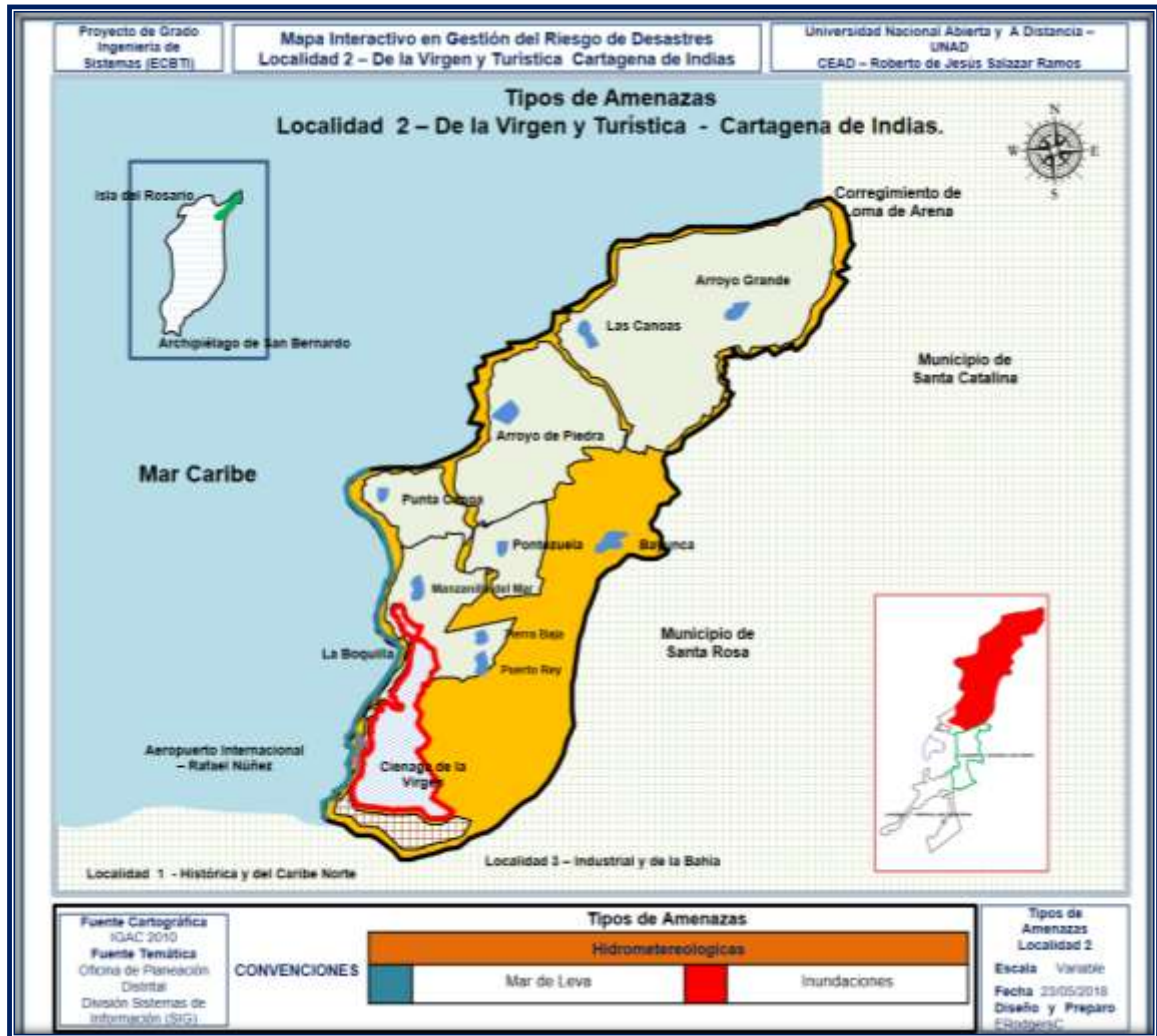 Proyecto de Grado
Ingeniería de
Sistemas (ECBTI)
Mapa Interactivo en Gestión del Riesgo de Desastres
Localidad 2 – De la Virgen y Turistica Cartagena de Indias
Universidad Nacional Abierta y A Distancia –
UNAD
CEAD – Roberto de Jesús Salazar Ramos
Tipos de Amenazas
Localidad 2 – De la Virgen y Turística - Cartagena de Indias.
N
W
E
S
Isla del Rosario
Corregimiento de
Loma de Arena
Arroyo Grande
Las Canoas
Archipiélago de San Bernardo
Municipio de
Santa Catalina
Arroyo de Piedra
Mar Caribe
Punta Canoa
Pontezuela
Bayunca
Manzanillo del Mar
Tierra Baja
Municipio de
Santa Rosa
La Boquilla
Puerto Rey
Aeropuerto Internacional
– Rafael Núñez
Cienaga de la
Virgen
Localidad 3 – Industrial y de la Bahía
Localidad 1 - Histórica y del Caribe Norte
Fuente Cartográfica
IGAC 2010
Fuente Temática
Oficina de Planeación
Distrital
División Sistemas de
Información (SIG)
CONVENCIONES
Tipos de Amenazas
Hidrometereologicas
Mar de Leva
Inundaciones
Tipos de
Amenazas
Localidad 2
Escala Variable
Fecha 23/05/2018
Diseño y Preparo
ERodgersC